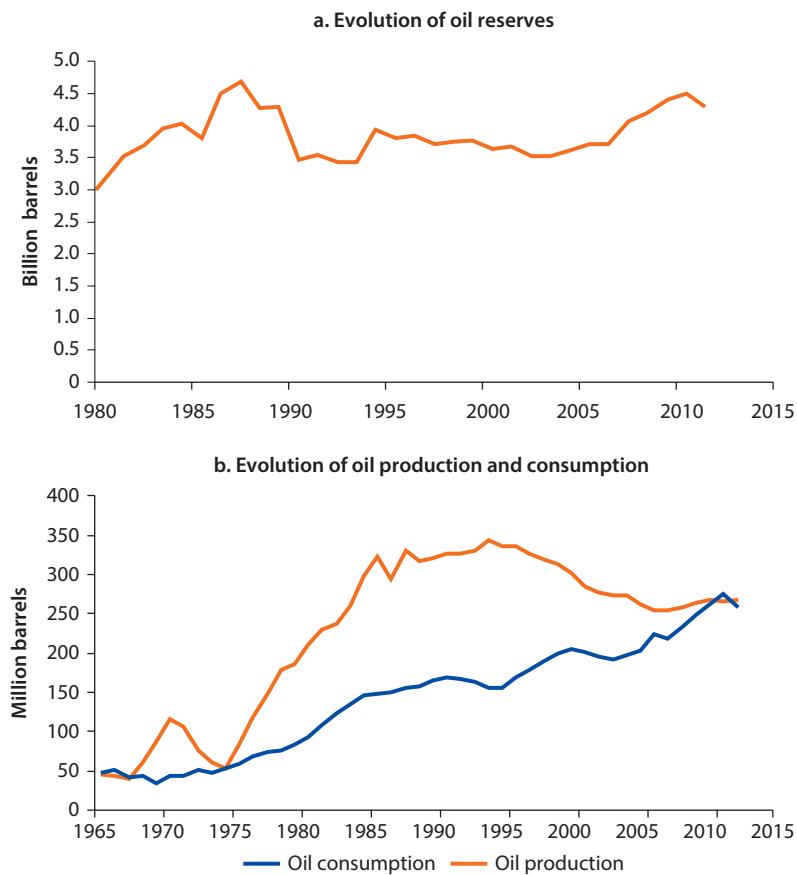 a. Evolution of oil reserves
5.0
4.5
4.0
3.5
3.0
2.5
2.0
1.5
1.0
0.5
0
Billion barrels
1980 1985 1990 1995 2000 2005 2010 2015
b. Evolution of oil production and consumption
400
350
300
250
200
150
100
50
0
Million barrels
1965 1970 1975 1980 1985 1990 1995 2000 2005 2010 2015
Oil consumption Oil production